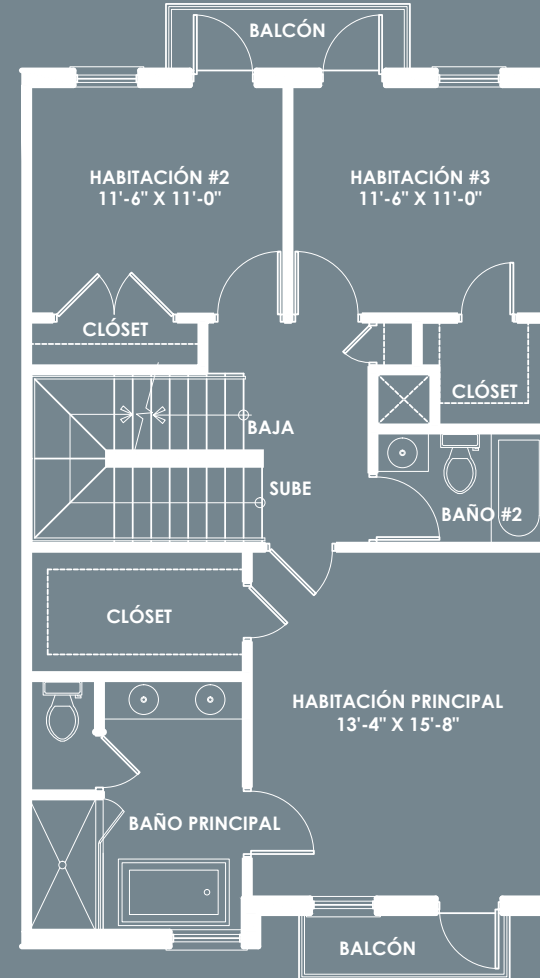 BALCÓN
HABITACIÓN #2
11'-6" X 11'-0"
HABITACIÓN #3
11'-6" X 11'-0"
CLÓSET
CLÓSET
BAJA
SUBE
BAÑO #2
CLÓSET
HABITACIÓN PRINCIPAL
13'-4" X 15'-8"
BAÑO PRINCIPAL
BALCÓN